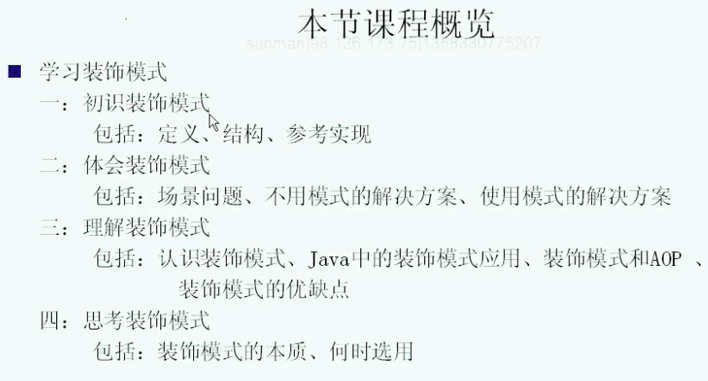 本节课程概览
sunman|98.126.173.75|1358330775207
学习装饰模式
一：初识装饰模式
包括：定义、结构、参考实现
二：体会装饰模式
包括：场景问题、不用模式的解决方案、使用模式的解决方案
三：理解装饰模式
包括：认识装饰模式、Java中的装饰模式应用、装饰模式和AOP 、
装饰模式的优缺点
四：思考装饰模式
包括：装饰模式的本质、何时选用